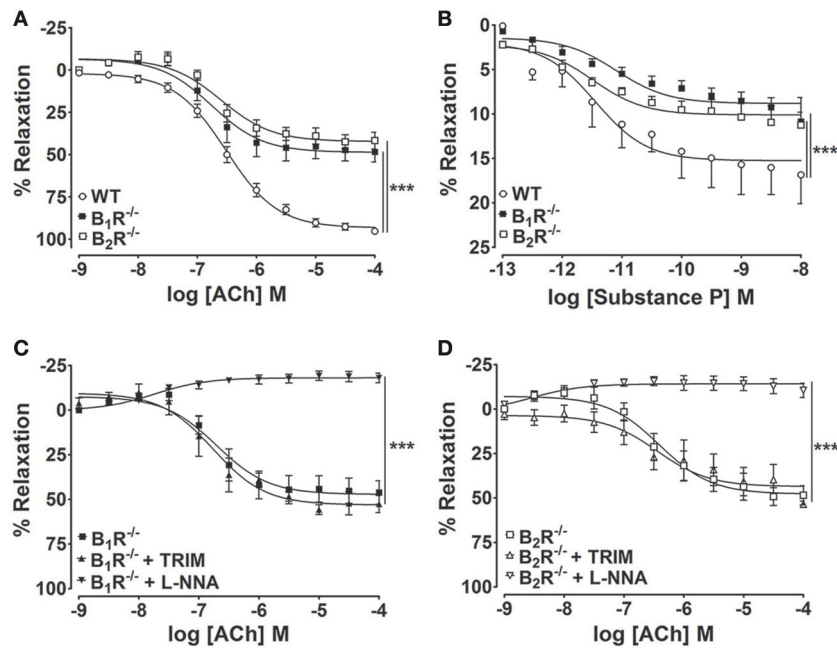 A
-25
0
25
50
75
100
% Relaxation
WT
B1R-/-
B2R-/-
***
-9 -8 -7 -6 -5 -4
log [ACh] M
B
0
5
10
15
20
25
% Relaxation
WT
B1R-/-
B2R-/-
***
-13 -12 -11 -10 -9 -8
log [Substance P] M
C
-25
0
25
50
75
100
% Relaxation
B1R-/-
B1R-/- + TRIM
B1R-/- + L-NNA
***
-9 -8 -7 -6 -5 -4
log [ACh] M
D
-25
0
25
50
75
100
% Relaxation
B2R-/-
B2R-/- + TRIM
B2R-/- + L-NNA
***
-9 -8 -7 -6 -5 -4
log [ACh] M